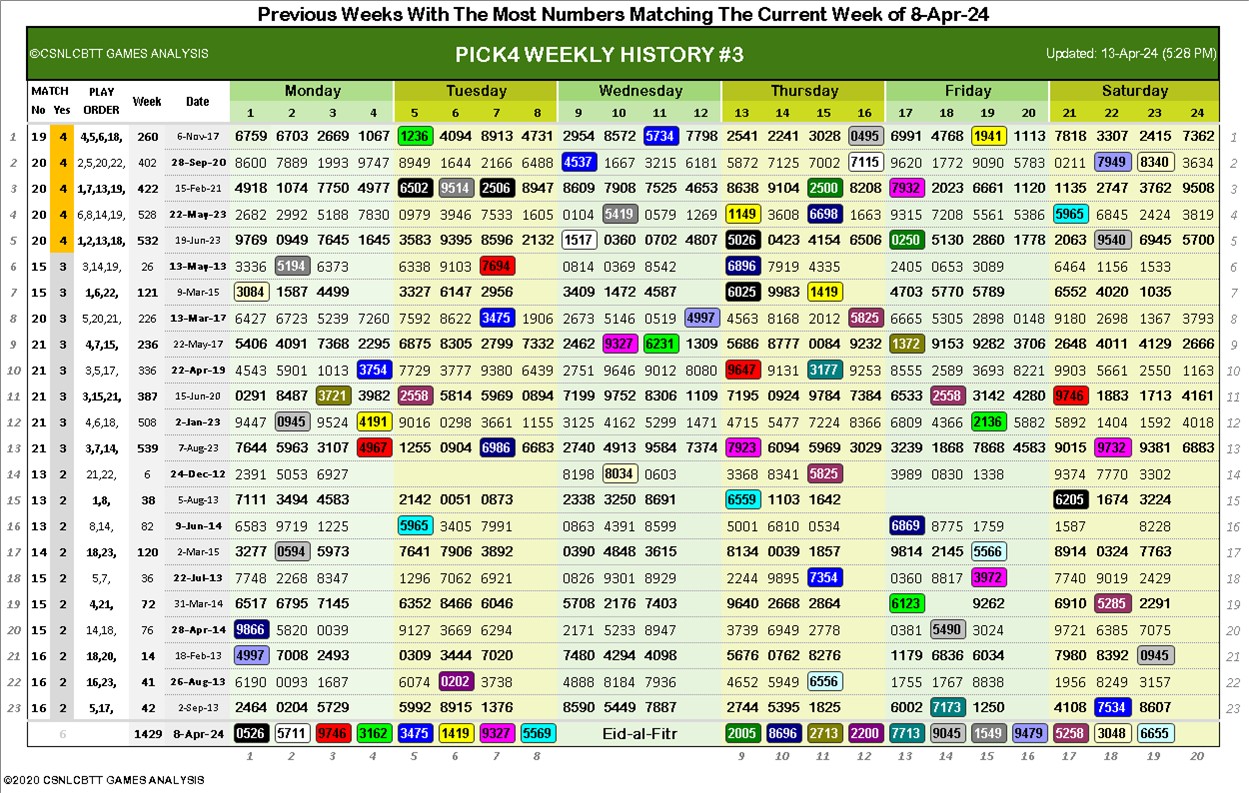 Previous Weeks With The Most Numbers Matching The Current Week of 8-Apr-24
©CSNLCBTT GAMES ANALYSIS PICK4 WEEKLY HISTORY #3 Updated: 13-Apr-24 (5:28 PM)
MATCH PLAY Week Date Monday Tuesday Wednesday Thursday Friday Saturday
No Yes ORDER 1 2 3 4 5 6 7 8 9 10 11 12 13 14 15 16 17 18 19 20 21 22 23 24
1 19 4 4,5,6,18, 260 6-Nov-17 6759 6703 2669 1067 1236 4094 8913 4731 2954 8572 5734 7798 2541 2241 3028 0495 6991 4768 1941 1113 7818 3307 2415 7362 1
2 20 4 2,5,20,22, 402 28-Sep-20 8600 7889 1993 9747 8949 1644 2166 6488 4537 1667 3215 6181 5872 7125 7002 7115 9620 1772 9090 5783 0211 7949 8340 3634 2
3 20 4 1,7,13,19, 422 15-Feb-21 4918 1074 7750 4977 6502 9514 2506 8947 8609 7908 7525 4653 8638 9104 2500 8208 7932 2023 6661 1120 1135 2747 3762 9508 3
4 20 4 6,8,14,19, 528 22-May-23 2682 2992 5188 7830 0979 3946 7533 1605 0104 5419 0579 1269 1149 3608 6698 1663 9315 7208 5561 5386 5965 6845 2424 3819 4
5 20 4 1,2,13,18, 532 19-Jun-23 9769 0949 7645 1645 3583 9395 8596 2132 1517 0360 0702 4807 5026 0423 4154 6506 0250 5130 2860 1778 2063 9540 6945 5700 5
6 15 3 3,14,19, 26 13-May-13 3336 5194 6373 6338 9103 7694 0814 0369 8542 6896 7919 4335 2405 0653 3089 6464 1156 1533 6
7 15 3 1,6,22, 121 9-Mar-15 3084 1587 4499 3327 6147 2956 3409 1472 4587 6025 9983 1419 4703 5770 5789 6552 4020 1035 7
8 20 3 5,20,21, 226 13-Mar-17 6427 6723 5239 7260 7592 8622 3475 1906 2673 5146 0519 4997 4563 8168 2012 5825 6665 5305 2898 0148 9180 2698 1367 3793 8
9 21 3 4,7,15, 236 22-May-17 5406 4091 7368 2295 6875 8305 2799 7332 2462 9327 6231 1309 5686 8777 0084 9232 1372 9153 9282 3706 2648 4011 4129 2666 9
10 21 3 3,5,17, 336 22-Apr-19 4543 5901 1013 3754 7729 3777 9380 6439 2751 9646 9012 8080 9647 9131 3177 9253 8555 2589 3693 8221 9903 5661 2550 1163 10
11 21 3 3,15,21, 387 15-Jun-20 0291 8487 3721 3982 2558 5814 5969 0894 7199 9752 8306 1109 7195 0924 9784 7384 6533 2558 3142 4280 9746 1883 1713 4161 11
12 21 3 4,6,18, 508 2-Jan-23 9447 0945 9524 4191 9016 0298 3661 1153 9125 4162 5299 1471 4715 5477 7224 8366 6809 4366 2136 5882 5892 1404 1592 4018 12
13 21 3 3,7,14, 539 7-Aug-23 7644 5963 3107 4967 1255 0904 6986 6683 2740 4913 9584 7374 7923 6094 5969 3029 3239 1868 7868 4583 9015 9732 9381 6883 13
14 13 2 21,22, 6 24-Dec-12 2391 5053 6927 8198 8034 0603 3368 8341 5825 3989 0830 1338 9374 7770 3302 14
15 13 2 1,8, 38 5-Aug-13 7111 3494 4583 2142 0051 0873 2338 3250 8691 6559 1103 1642 6205 1674 3224 15
16 13 2 8,14, 82 9-Jun-14 6583 9719 1225 5965 3405 7991 0863 4391 8599 5001 6810 0534 6869 8775 1759 1587 8228 16
17 14 2 18,23, 120 2-Mar-15 3277 0594 5973 7641 7906 3892 0390 4848 3615 8134 0039 1857 9814 2145 5566 8914 0324 7763 17
18 15 2 5,7, 36 22-Jul-13 7748 2268 8347 1296 7062 6921 0826 9301 8929 2244 9895 7354 0360 8817 3972 7740 9019 2429 18
19 15 2 4,21, 72 31-Mar-14 6517 6795 7145 6352 8466 6046 5708 2176 7403 9640 2668 2864 6123 9262 6910 5285 2291 19
20 15 2 14,18, 76 28-Apr-14 9866 5820 0039 9127 3669 6294 2171 5233 8947 3739 6949 2778 0381 5490 3024 9721 6385 7075 20
21 16 2 18,20, 14 18-Feb-13 4997 7008 2493 0309 3444 7020 7480 4294 4098 5676 0762 8276 1179 6836 6034 7980 8392 0945 21
22 16 2 16,23, 41 26-Aug-13 6190 0093 1687 6074 0202 3738 4888 8184 7936 4652 5949 6556 1755 1767 8838 1956 8249 3157 22
23 16 2 5,17, 42 2-Sep-13 2464 0204 5729 5992 8915 1376 8590 5449 7887 2744 5395 1825 6002 7173 1250 4108 7534 8607 23
6 1429 8-Apr-24 0526 5711 9746 3162 3475 1419 9327 5569 Eid-al-Fitr 2005 8696 2713 2200 7713 9045 1549 9479 5258 3048 6655
1 2 3 4 5 6 7 8 9 10 11 12 13 14 15 16 17 18 19 20
©2020 CSNLCBTT GAMES ANALYSIS